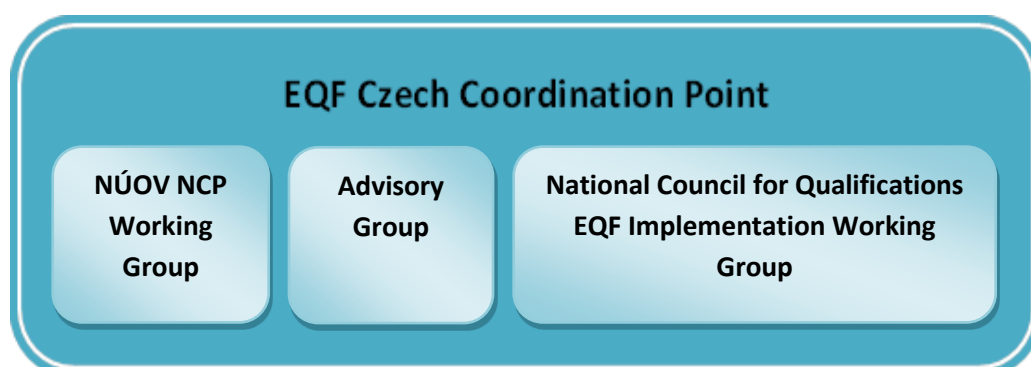 EQF Czech Coordination Point
NÚOV NCP
Working
Group
Advisory
Group
National Council for Qualifications
EQF Implementation Working
Group